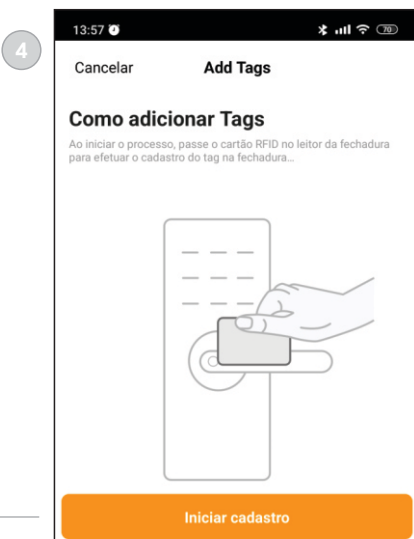 4
13:57
70
Cancelar
Add Tags
Como adicionar Tags
Ao iniciar o processo, passe o cartão RFID no leitor da fechadura
para efetuar o cadastro do tag na fechadura...
Iniciar cadastro